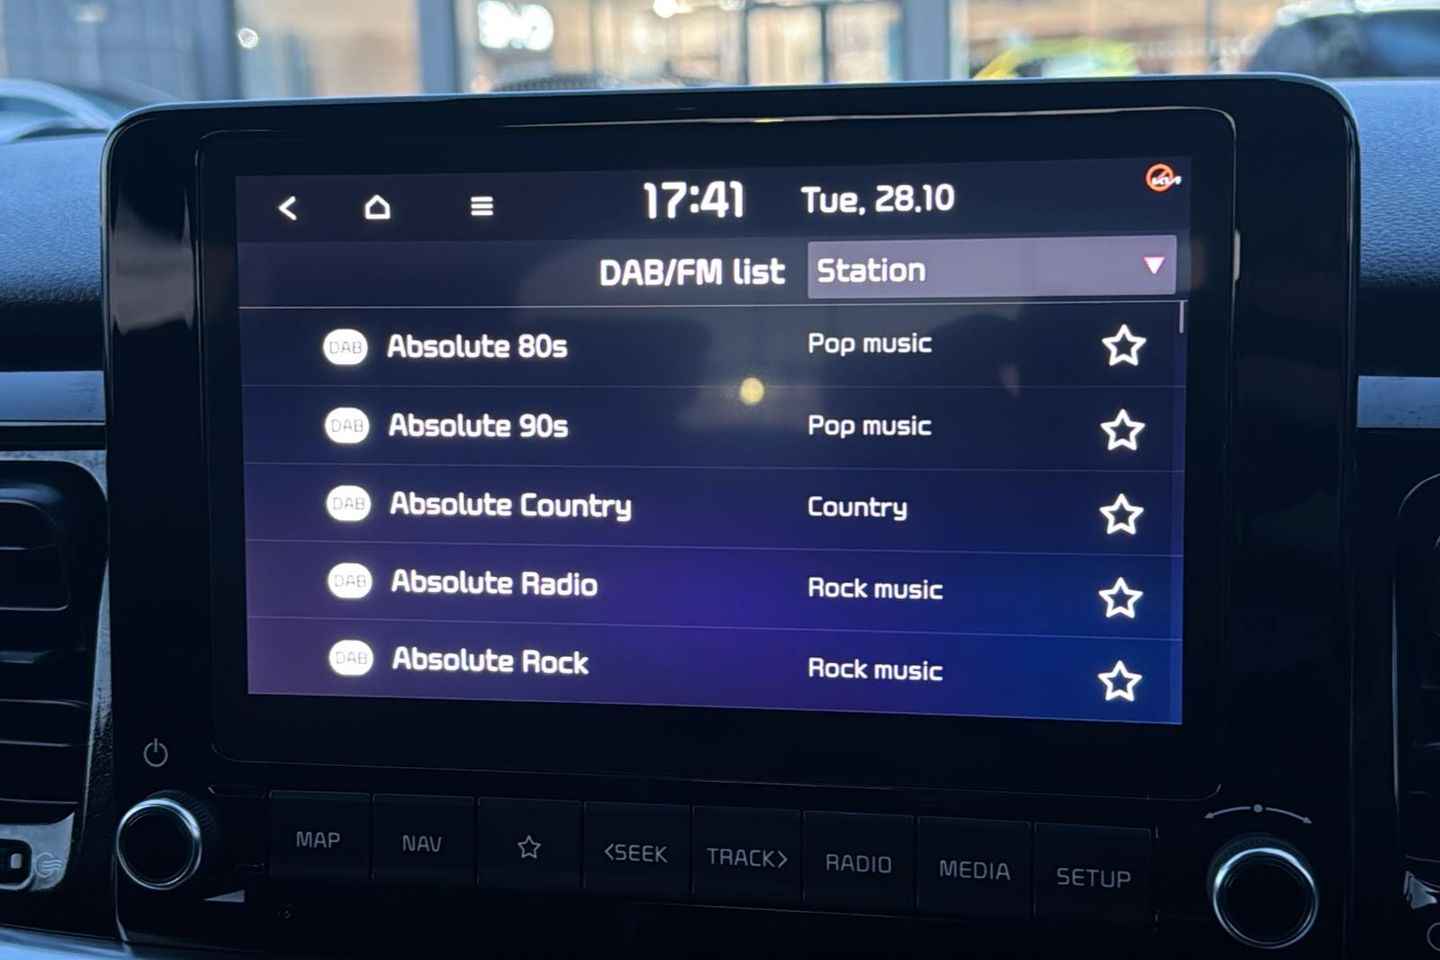 17:41 Tue, 28.10
DAB/FM list Station
DAB Absolute 80s Pop music
DAB Absolute 90s Pop music
DAB Absolute Country Country
DAB Absolute Radio Rock music
DAB Absolute Rock Rock music
MAP NAV <SEEK TRACK> RADIO MEDIA SETUP